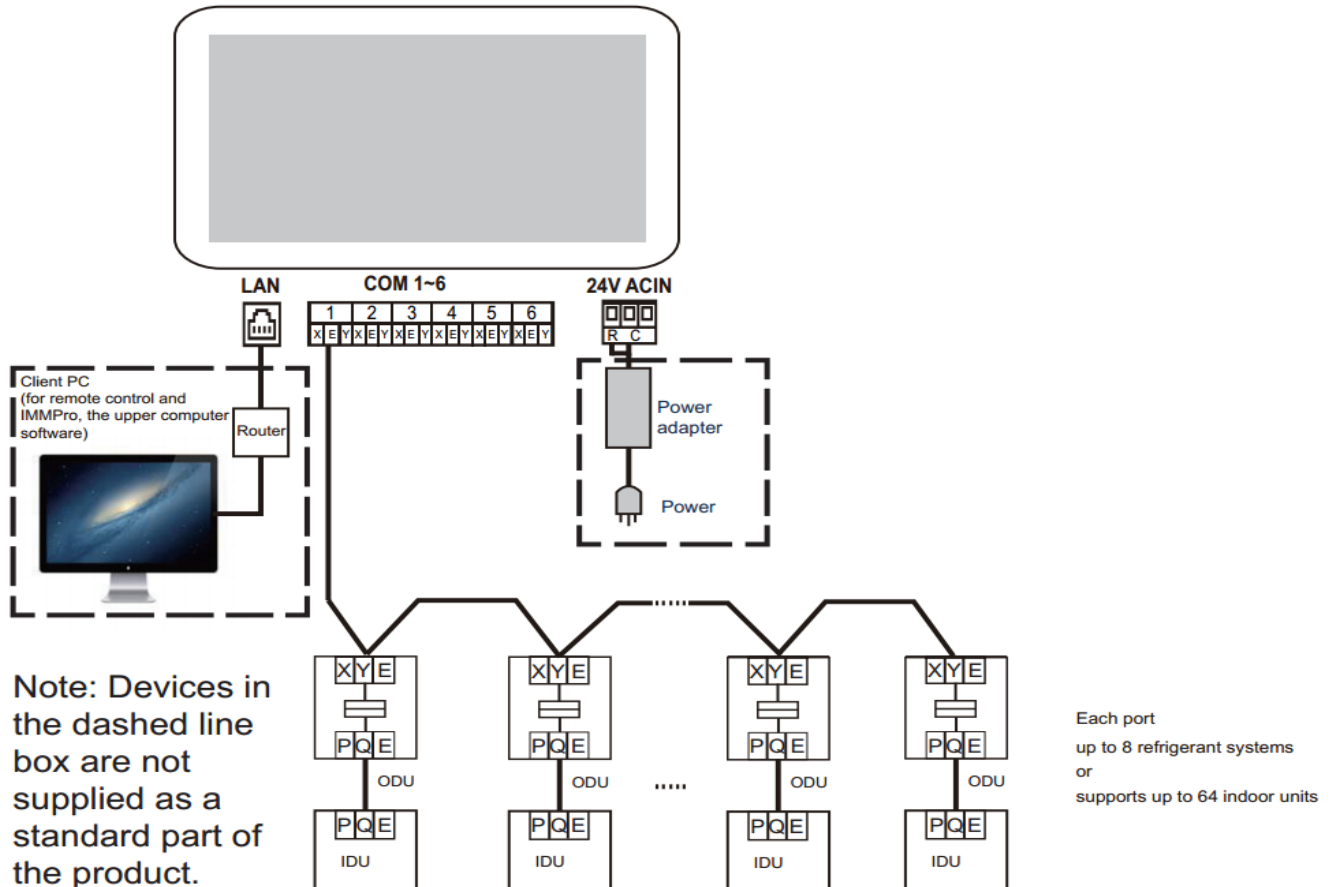 LAN
COM 1~6
24V ACIN
1 2 3 4 5 6
X E Y X E Y X E Y X E Y X E Y X E Y
R C
Client PC
(for remote control and
IMMPro, the upper computer
software)
Router
Power
adapter
Power
X Y E
X Y E
X Y E
X Y E
P Q E
P Q E
P Q E
P Q E
ODU
ODU
ODU
ODU
P Q E
P Q E
P Q E
P Q E
IDU
IDU
IDU
IDU
Note: Devices in
the dashed line
box are not
supplied as a
standard part of
the product.
Each port
up to 8 refrigerant systems
or
supports up to 64 indoor units